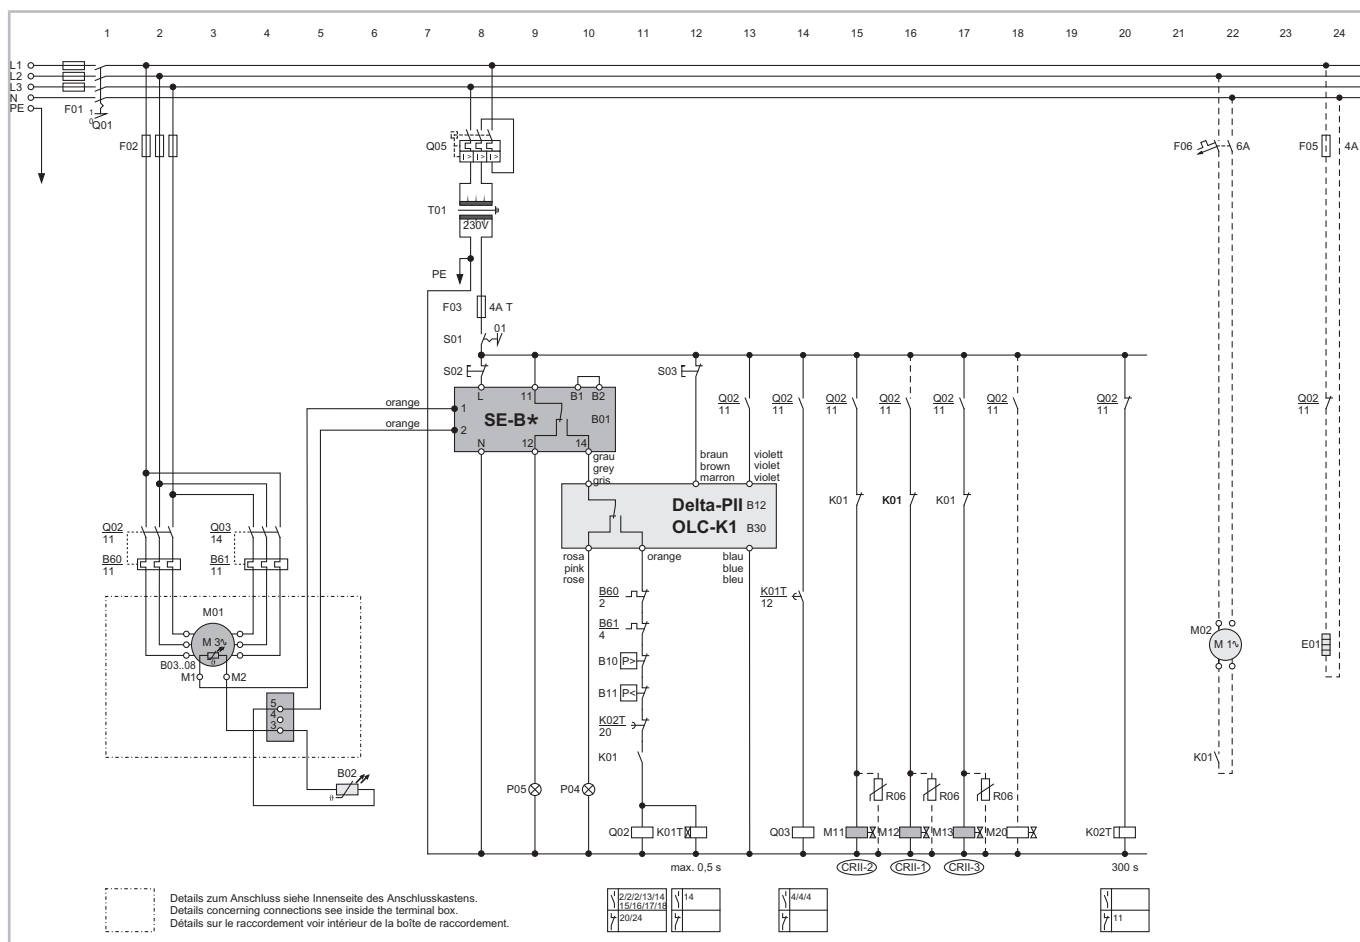 1 2 3 4 5 6 7 8 9 10 11 12 13 14 15 16 17 18 19 20 21 22 23 24
L1
L2
L3
N
PE
F01
1
0
Q01
F02
Q05
I> I> I>
F06
6A
F05
4A
T01
230V
PE
F03
4A T
S01
01
S02
S03
orange
orange
1
2
L
11
B1
B2
SE-B*
B01
N
12
14
Q02
11
Q02
11
Q02
11
Q02
11
Q02
11
Q02
11
Q02
11
Q02
11
grau
grey
gris
braun
brown
marron
violett
violet
violet
Delta-PII
B12
OLC-K1
B30
K01
K01
K01
rosa
pink
rose
orange
blau
blue
bleu
Q02
11
Q03
14
B60
11
B61
11
B60
2
K01T
12
B61
4
M01
M 3∿
ϑ
B03..08
M1
M2
B10
P>
B11
P<
K02T
20
K01
5
4
3
B02
ϑ
M02
M 1∿
E01
K01
P05
P04
R06
R06
R06
Q02
K01T
Q03
M11
M12
M13
M20
K02T
max. 0,5 s
CRII-2
CRII-1
CRII-3
300 s
Details zum Anschluss siehe Innenseite des Anschlusskastens.
Details concerning connections see inside the terminal box.
Détails sur le raccordement voir intérieur de la boîte de raccordement.
2/2/2/13/14
15/16/17/18
20/24
14
4/4/4
11